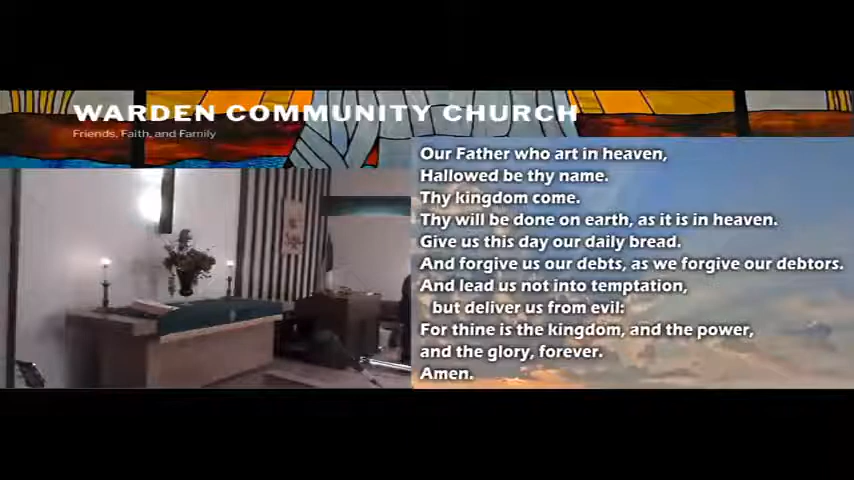 WARDEN COMMUNITY CHURCH
Friends, Faith, and Family
Our Father who art in heaven,
Hallowed be thy name.
Thy kingdom come.
Thy will be done on earth, as it is in heaven.
Give us this day our daily bread.
And forgive us our debts, as we forgive our debtors.
And lead us not into temptation,
but deliver us from evil:
For thine is the kingdom, and the power,
and the glory, forever.
Amen.